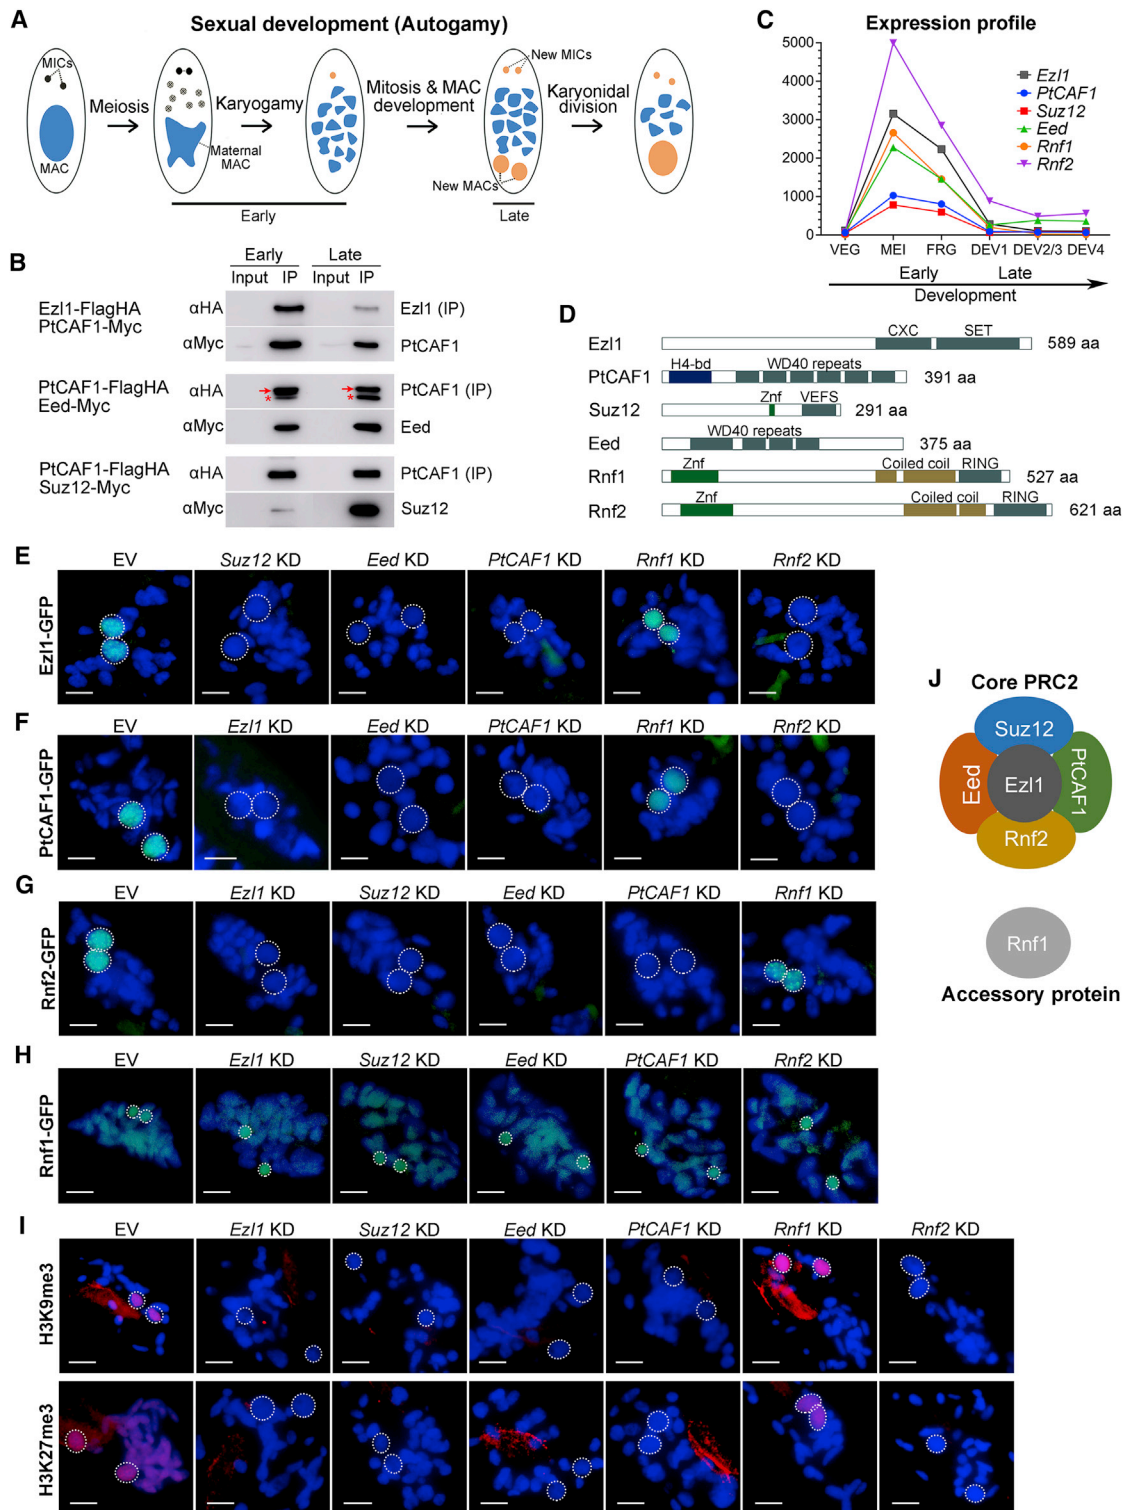 A
Sexual development (Autogamy)
MICs
MAC
Meiosis
Maternal
MAC
Karyogamy
Mitosis & MAC
development
New MICs
New MACs
Karyonidal
division
Early
Late
B
Early
Late
Input
IP
Input
IP
Ezl1-FlagHA
PtCAF1-Myc
αHA
Ezl1 (IP)
αMyc
PtCAF1
PtCAF1-FlagHA
Eed-Myc
αHA
*
*
PtCAF1 (IP)
αMyc
Eed
PtCAF1-FlagHA
Suz12-Myc
αHA
PtCAF1 (IP)
αMyc
Suz12
C
Expression profile
5000
4000
3000
2000
1000
0
Ezl1
PtCAF1
Suz12
Eed
Rnf1
Rnf2
VEG
MEI
FRG
DEV1
DEV2/3
DEV4
Early
Late
Development
D
Ezl1
CXC
SET
589 aa
PtCAF1
H4-bd
WD40 repeats
391 aa
Suz12
Znf
VEFS
291 aa
Eed
WD40 repeats
375 aa
Rnf1
Znf
Coiled coil
RING
527 aa
Rnf2
Znf
Coiled coil
RING
621 aa
E
EV
Suz12 KD
Eed KD
PtCAF1 KD
Rnf1 KD
Rnf2 KD
Ezl1-GFP
F
EV
Ezl1 KD
Eed KD
PtCAF1 KD
Rnf1 KD
Rnf2 KD
PtCAF1-GFP
G
EV
Ezl1 KD
Suz12 KD
Eed KD
PtCAF1 KD
Rnf1 KD
Rnf2-GFP
H
EV
Ezl1 KD
Suz12 KD
Eed KD
PtCAF1 KD
Rnf2 KD
Rnf1-GFP
I
EV
Ezl1 KD
Suz12 KD
Eed KD
PtCAF1 KD
Rnf1 KD
Rnf2 KD
H3K9me3
H3K27me3
J
Core PRC2
Suz12
Eed
Ezl1
PtCAF1
Rnf2
Rnf1
Accessory protein